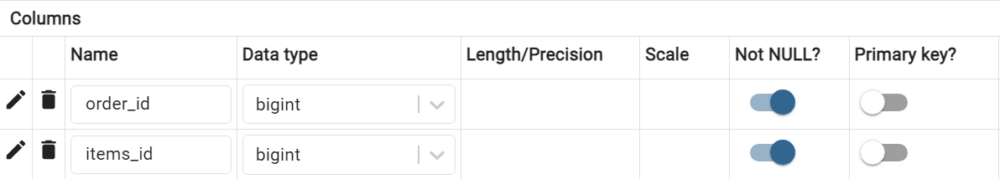 Columns
Name Data type Length/Precision Scale Not NULL? Primary key?
order_id bigint
items_id bigint